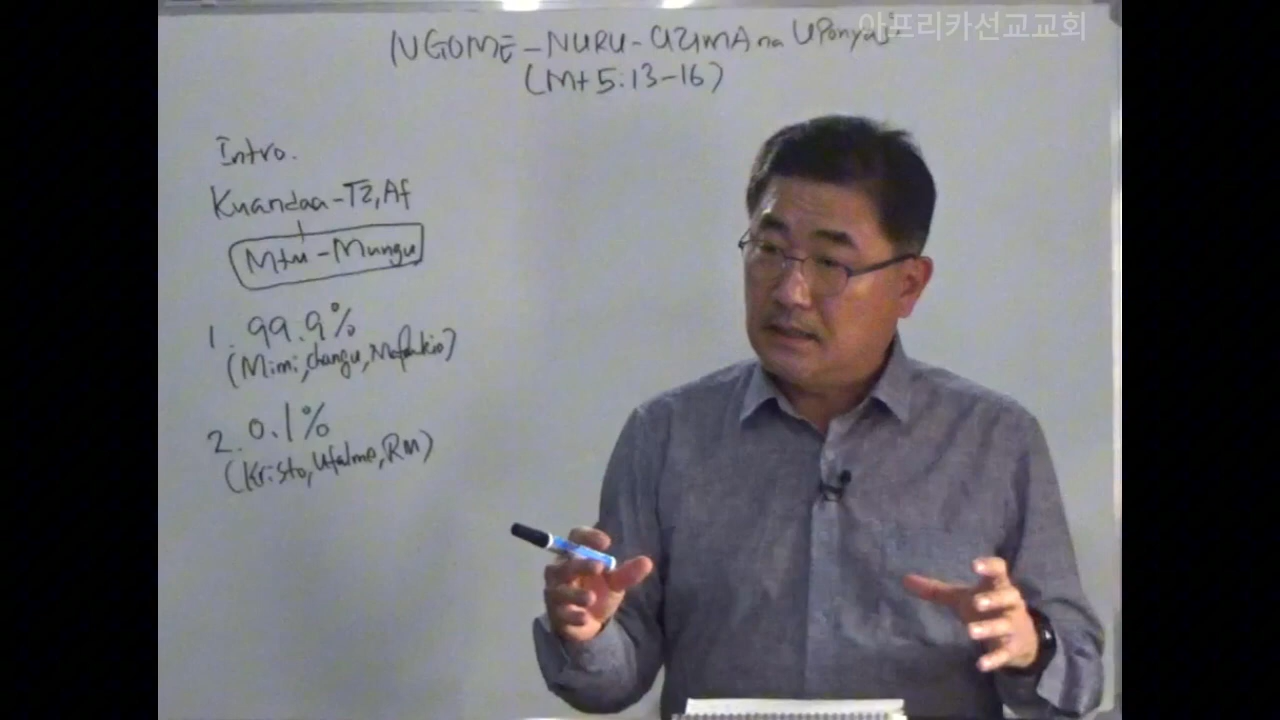 아프리카선교교회
NGOME-NURU-UZIMA na UPonyaji
(Mt 5:13-16)
Intro.
Kuandaa-TZ, Af
Mtu-Mungu
1. 99.9%
(Mimi, changu, Mafanikio)
2. 0.1%
(Kristo, Ufalme, RM)